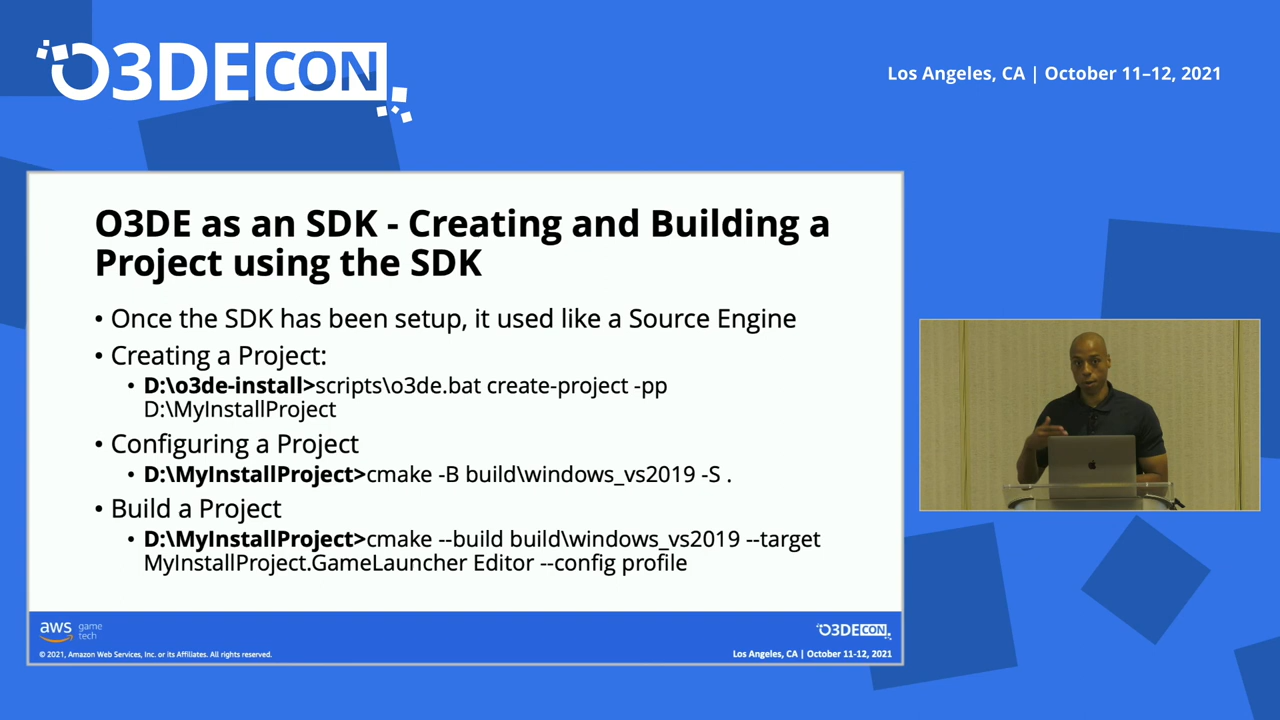 O3DECON
Los Angeles, CA | October 11–12, 2021
O3DE as an SDK - Creating and Building a
Project using the SDK
• Once the SDK has been setup, it used like a Source Engine
• Creating a Project:
• D:\o3de-install>scripts\o3de.bat create-project -pp
D:\MyInstallProject
• Configuring a Project
• D:\MyInstallProject>cmake -B build\windows_vs2019 -S .
• Build a Project
• D:\MyInstallProject>cmake --build build\windows_vs2019 --target
MyInstallProject.GameLauncher Editor --config profile
aws game
tech
O3DECON
© 2021, Amazon Web Services, Inc. or its Affiliates. All rights reserved.
Los Angeles, CA | October 11-12, 2021